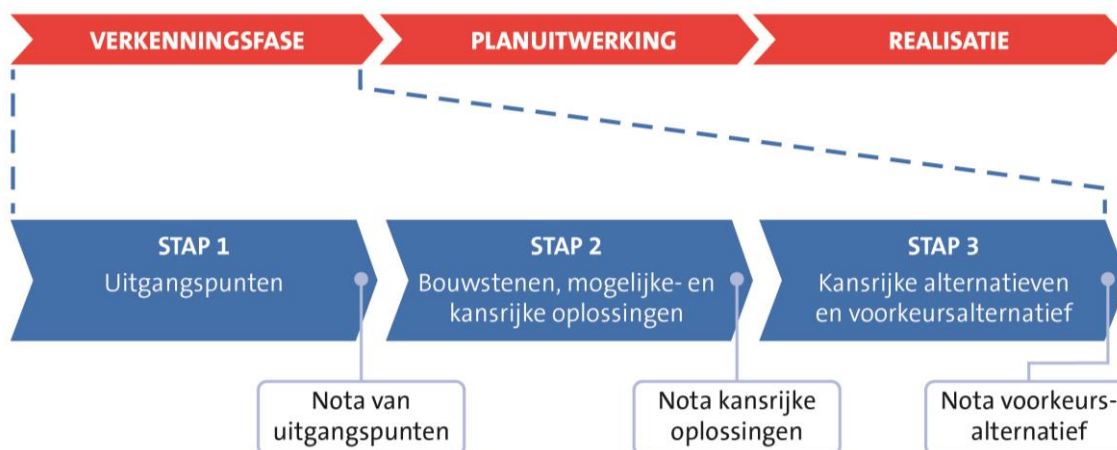 VERKENNINGSFASE
PLANUITWERKING
REALISATIE
STAP 1
Uitgangspunten
STAP 2
Bouwstenen, mogelijke- en
kansrijke oplossingen
STAP 3
Kansrijke alternatieven
en voorkeursalternatief
Nota van
uitgangspunten
Nota kansrijke
oplossingen
Nota voorkeurs-
alternatief